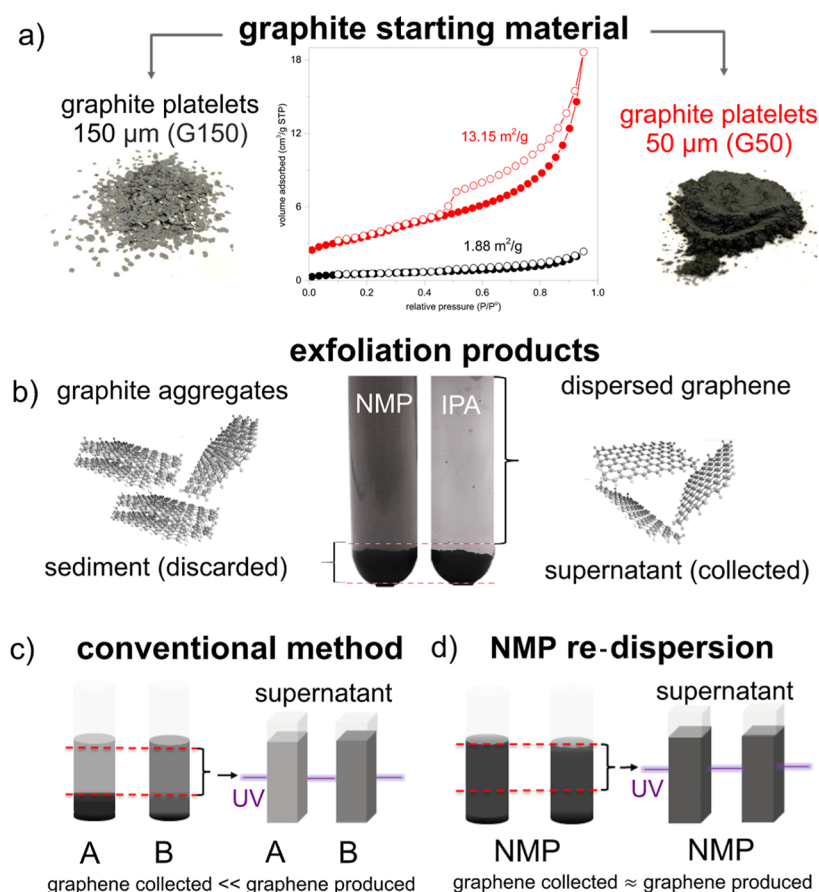 a)
graphite starting material
graphite platelets
150 µm (G150)
18
12
6
0
volume adsorbed (cm³/g STP)
13.15 m²/g
1.88 m²/g
0.0
0.2
0.4
0.6
0.8
1.0
relative pressure (P/P⁰)
graphite platelets
50 µm (G50)
exfoliation products
b)
graphite aggregates
sediment (discarded)
NMP
IPA
dispersed graphene
supernatant (collected)
c)
conventional method
supernatant
UV
A
B
A
B
graphene collected << graphene produced
d)
NMP re-dispersion
supernatant
UV
NMP
NMP
graphene collected ≈ graphene produced